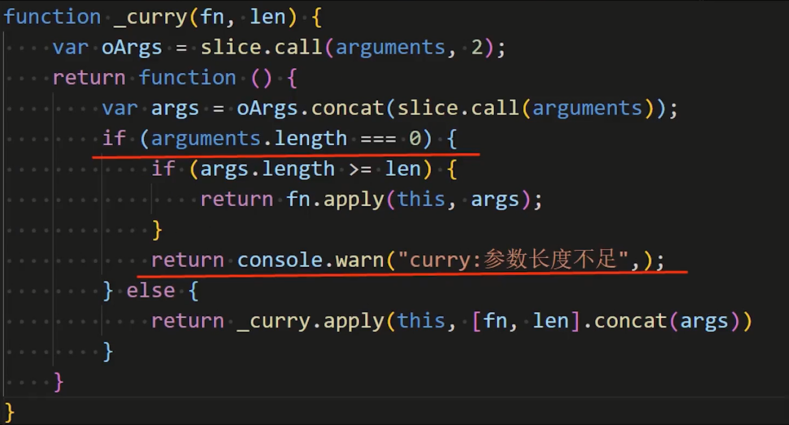 function _curry(fn, len) {
    var oArgs = slice.call(arguments, 2);
    return function () {
        var args = oArgs.concat(slice.call(arguments));
        if (arguments.length === 0) {
            if (args.length >= len) {
                return fn.apply(this, args);
            }
            return console.warn("curry:参数长度不足",);
        } else {
            return _curry.apply(this, [fn, len].concat(args))
        }
    }
}